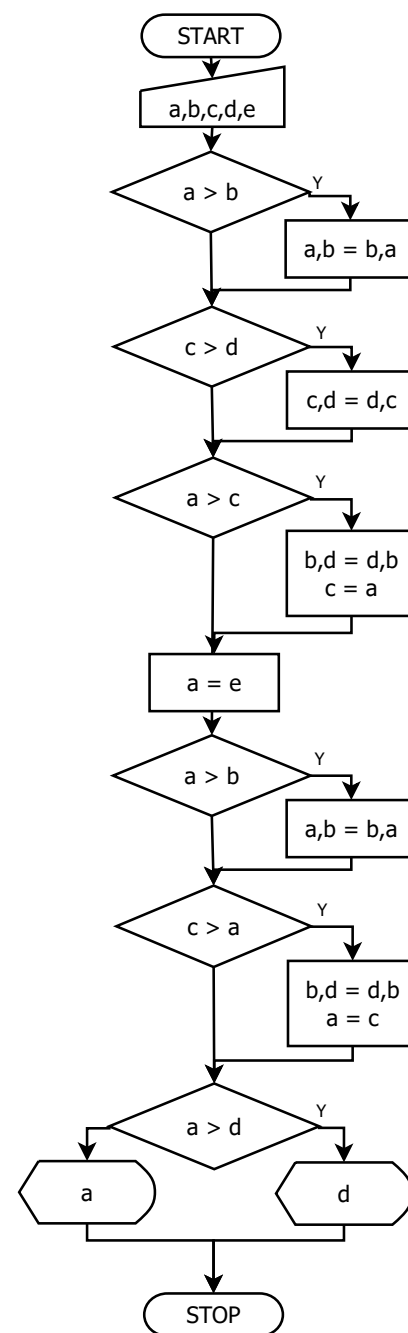 START
a,b,c,d,e
a > b
Y
a,b = b,a
c > d
Y
c,d = d,c
a > c
Y
b,d = d,b
c = a
a = e
a > b
Y
a,b = b,a
c > a
Y
b,d = d,b
a = c
a > d
Y
a
d
STOP